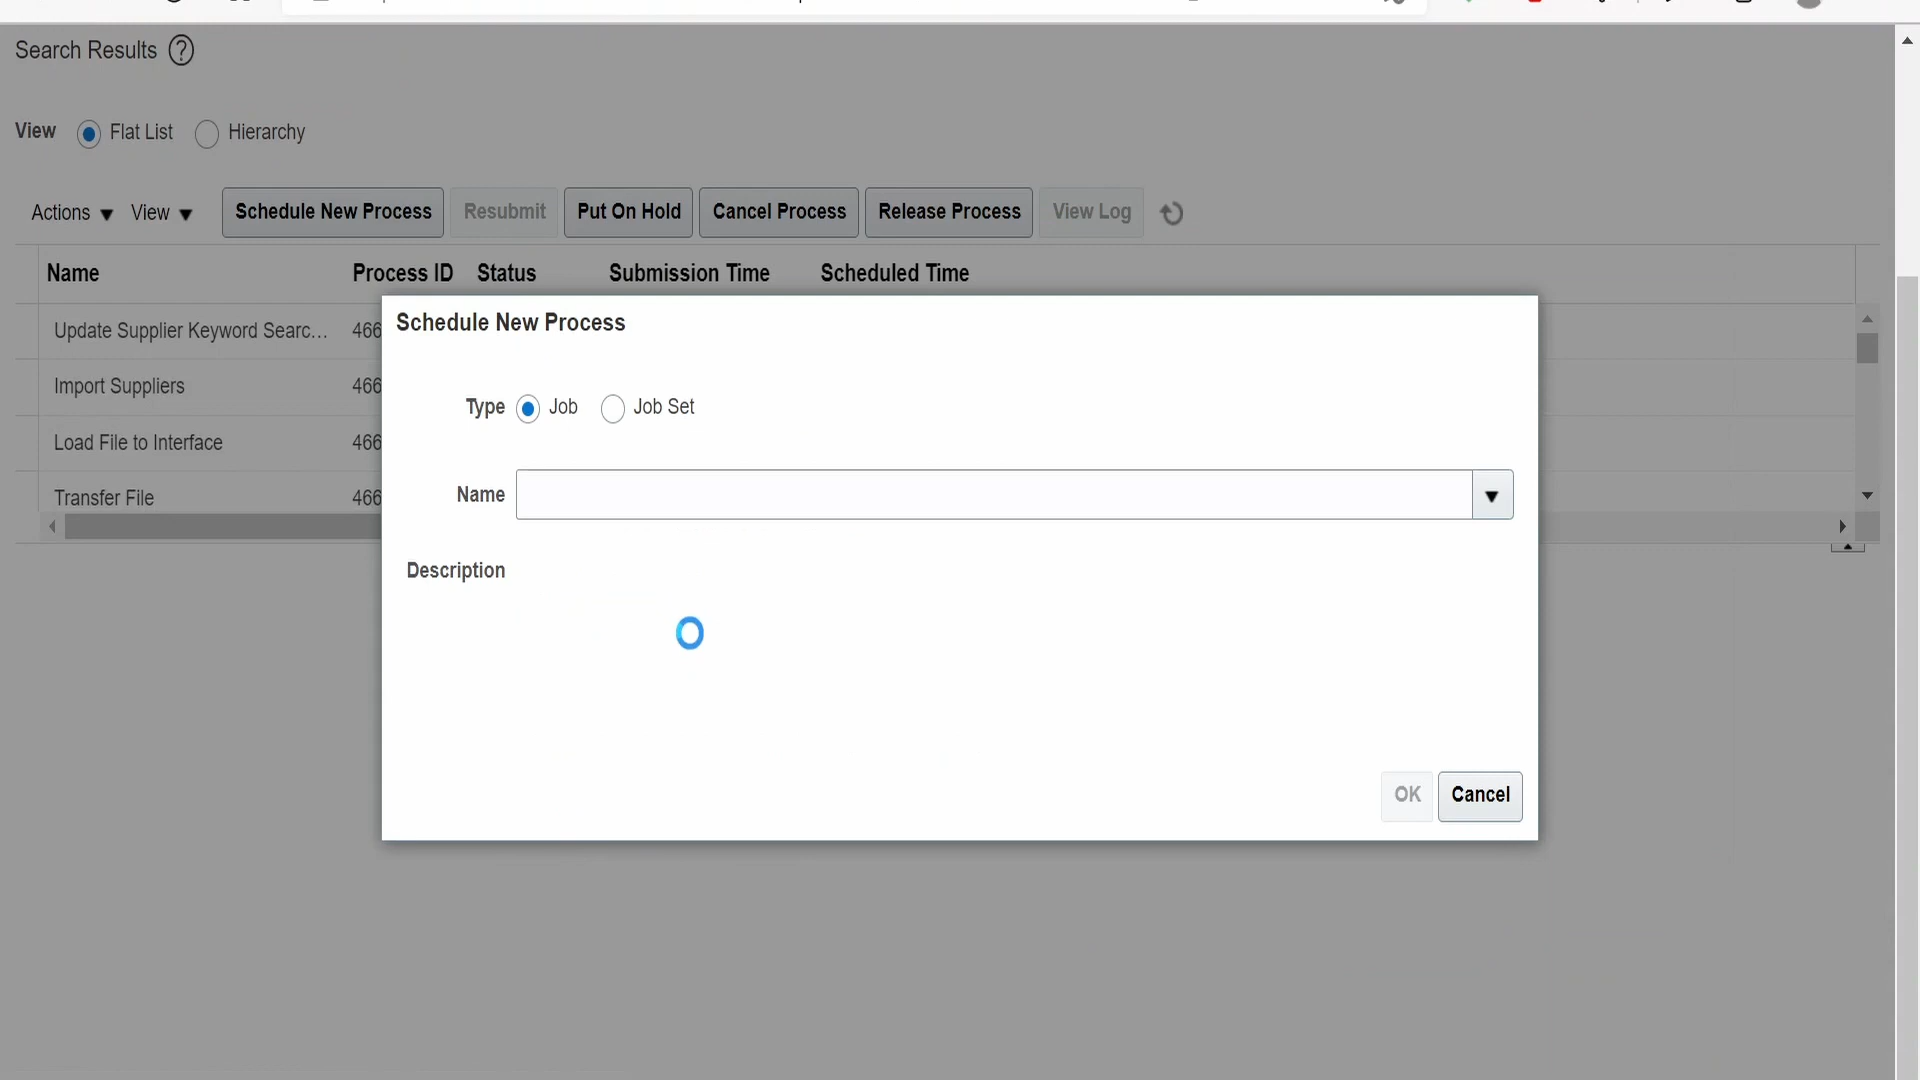 Search Results ?
View Flat List Hierarchy
Actions View Schedule New Process Resubmit Put On Hold Cancel Process Release Process View Log
Name Process ID Status Submission Time Scheduled Time
Update Supplier Keyword Searc... 466
Import Suppliers 466
Load File to Interface 466
Transfer File 466
Schedule New Process
Type Job Job Set
Name
Description
OK Cancel